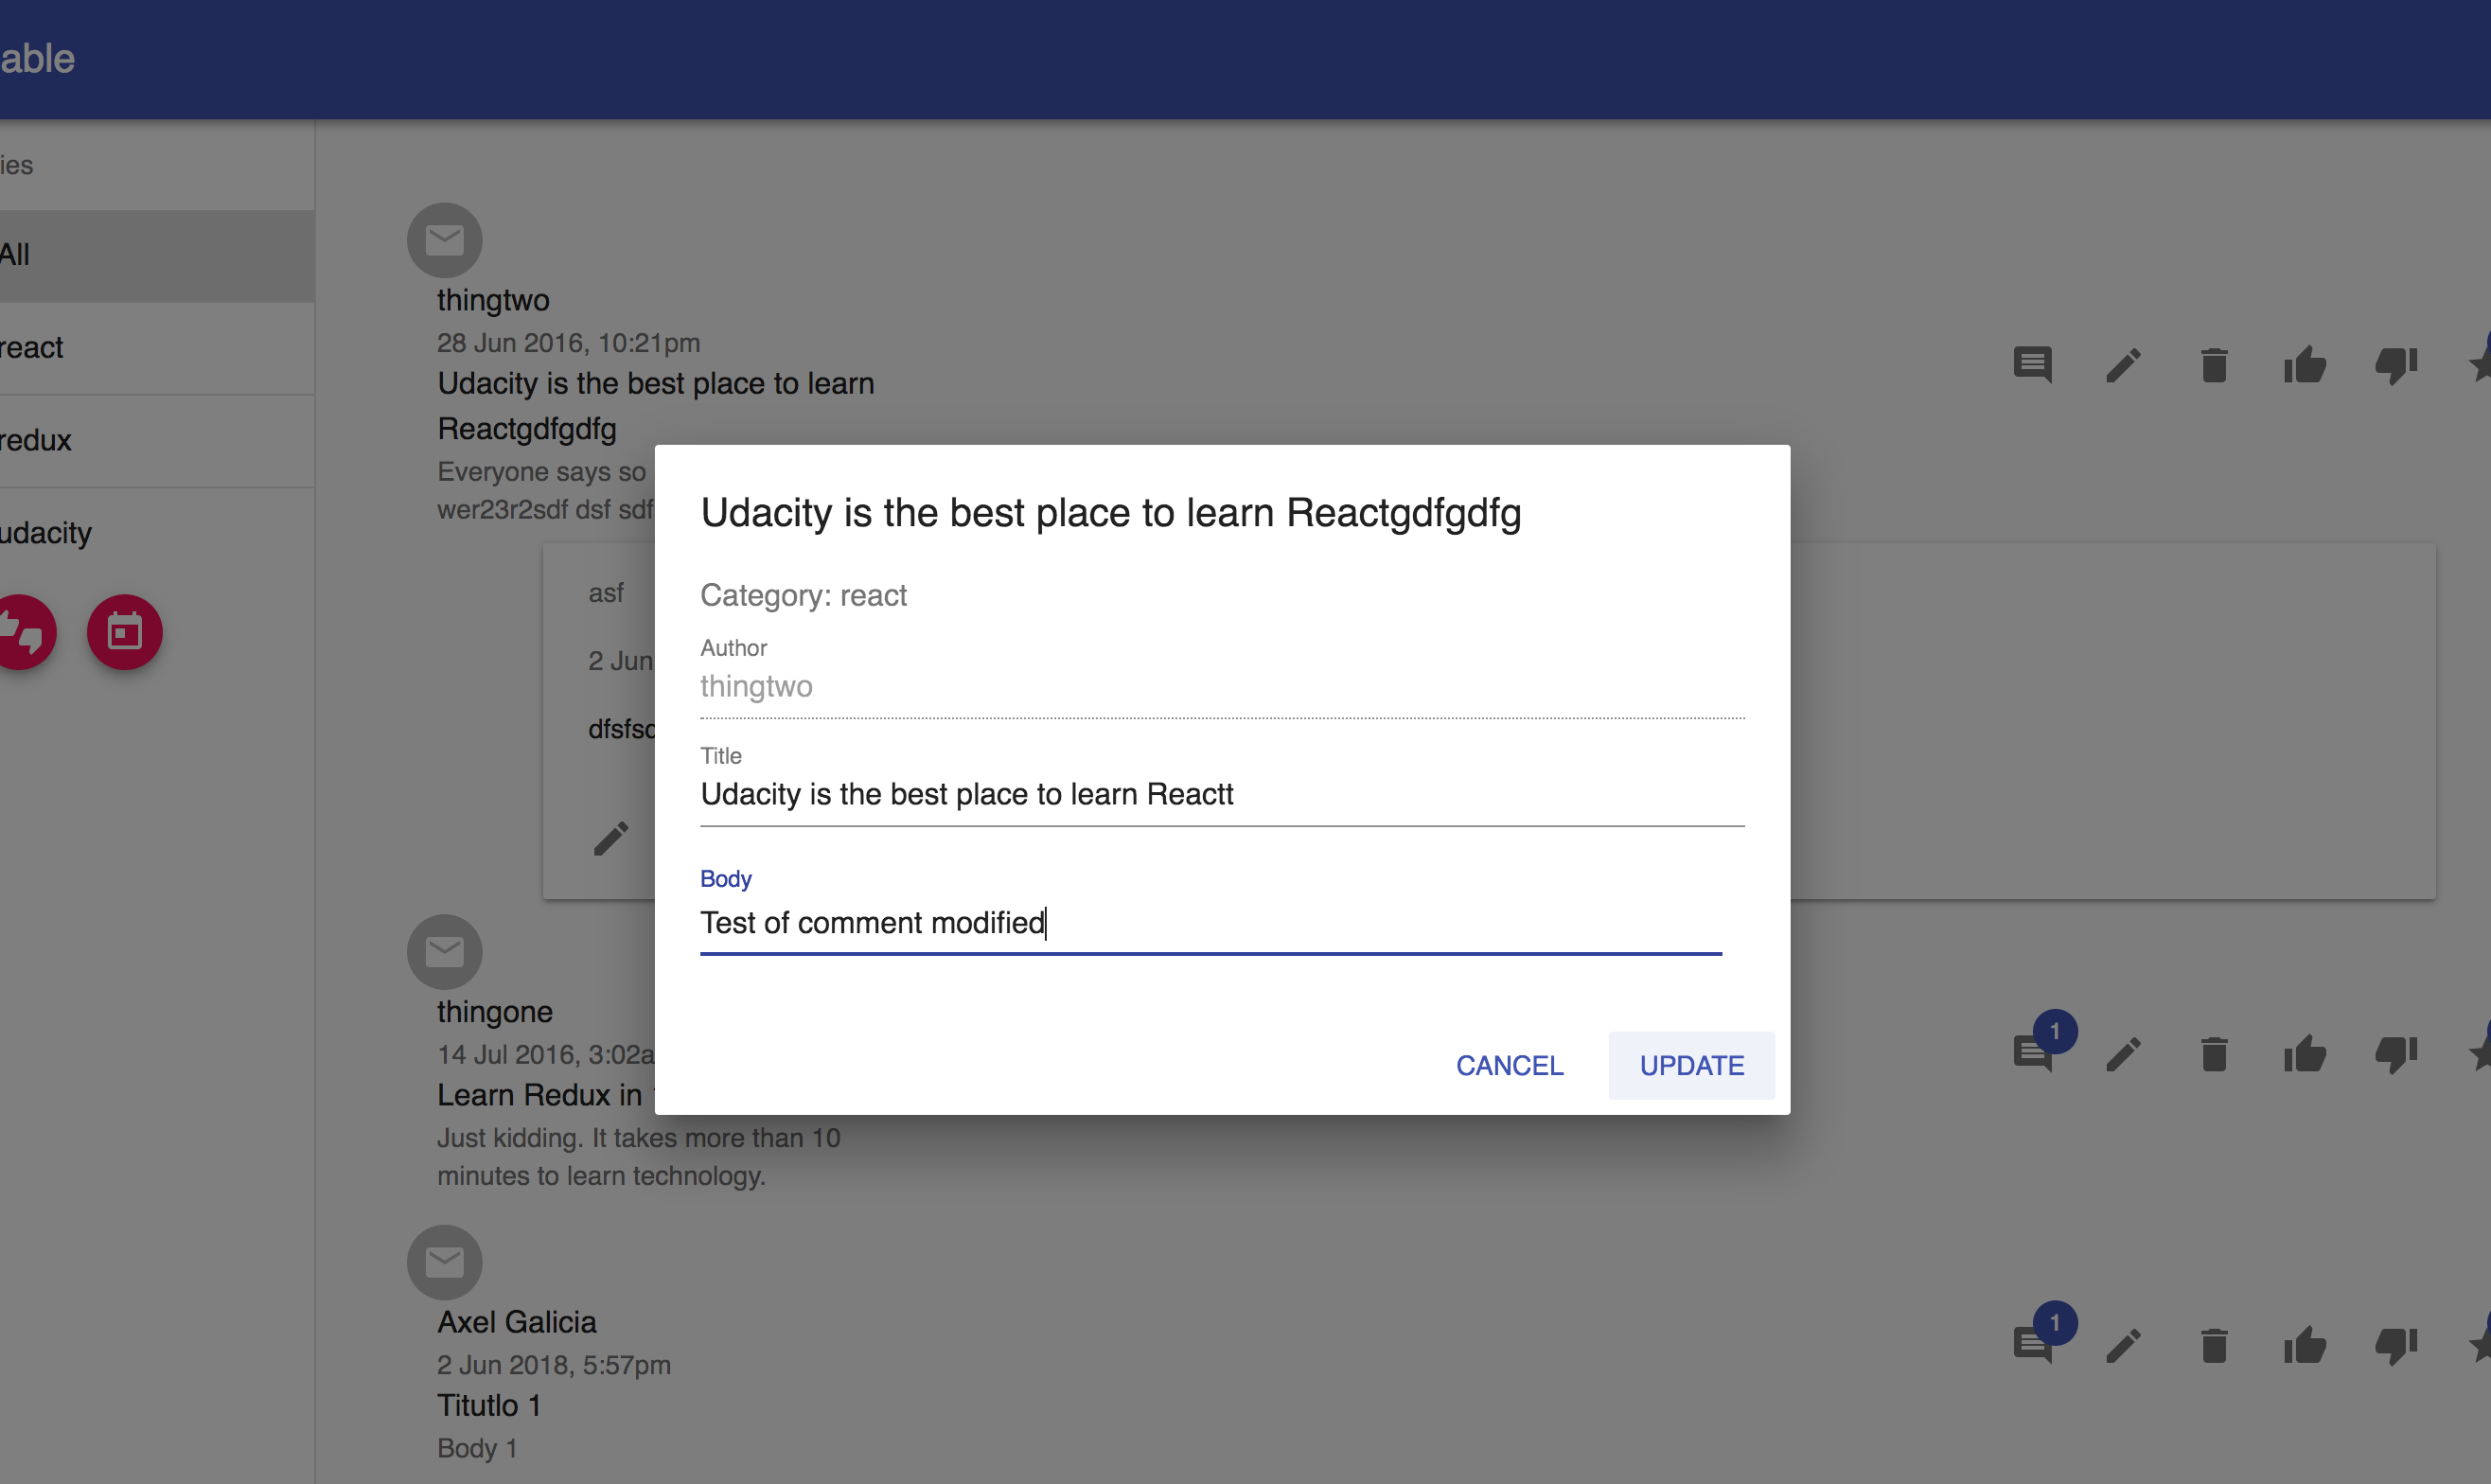 able
ies
All
react
redux
udacity
thingtwo
28 Jun 2016, 10:21pm
Udacity is the best place to learn
Reactgdfgdfg
Everyone says so
wer23r2sdf dsf sdf
asf
2 Jun
dfsfsd
Udacity is the best place to learn Reactgdfgdfg
Category: react
Author
thingtwo
Title
Udacity is the best place to learn Reactt
Body
Test of comment modified
CANCEL
UPDATE
thingone
14 Jul 2016, 3:02a
Learn Redux in
1
Just kidding. It takes more than 10
minutes to learn technology.
Axel Galicia
2 Jun 2018, 5:57pm
Titutlo 1
Body 1
1